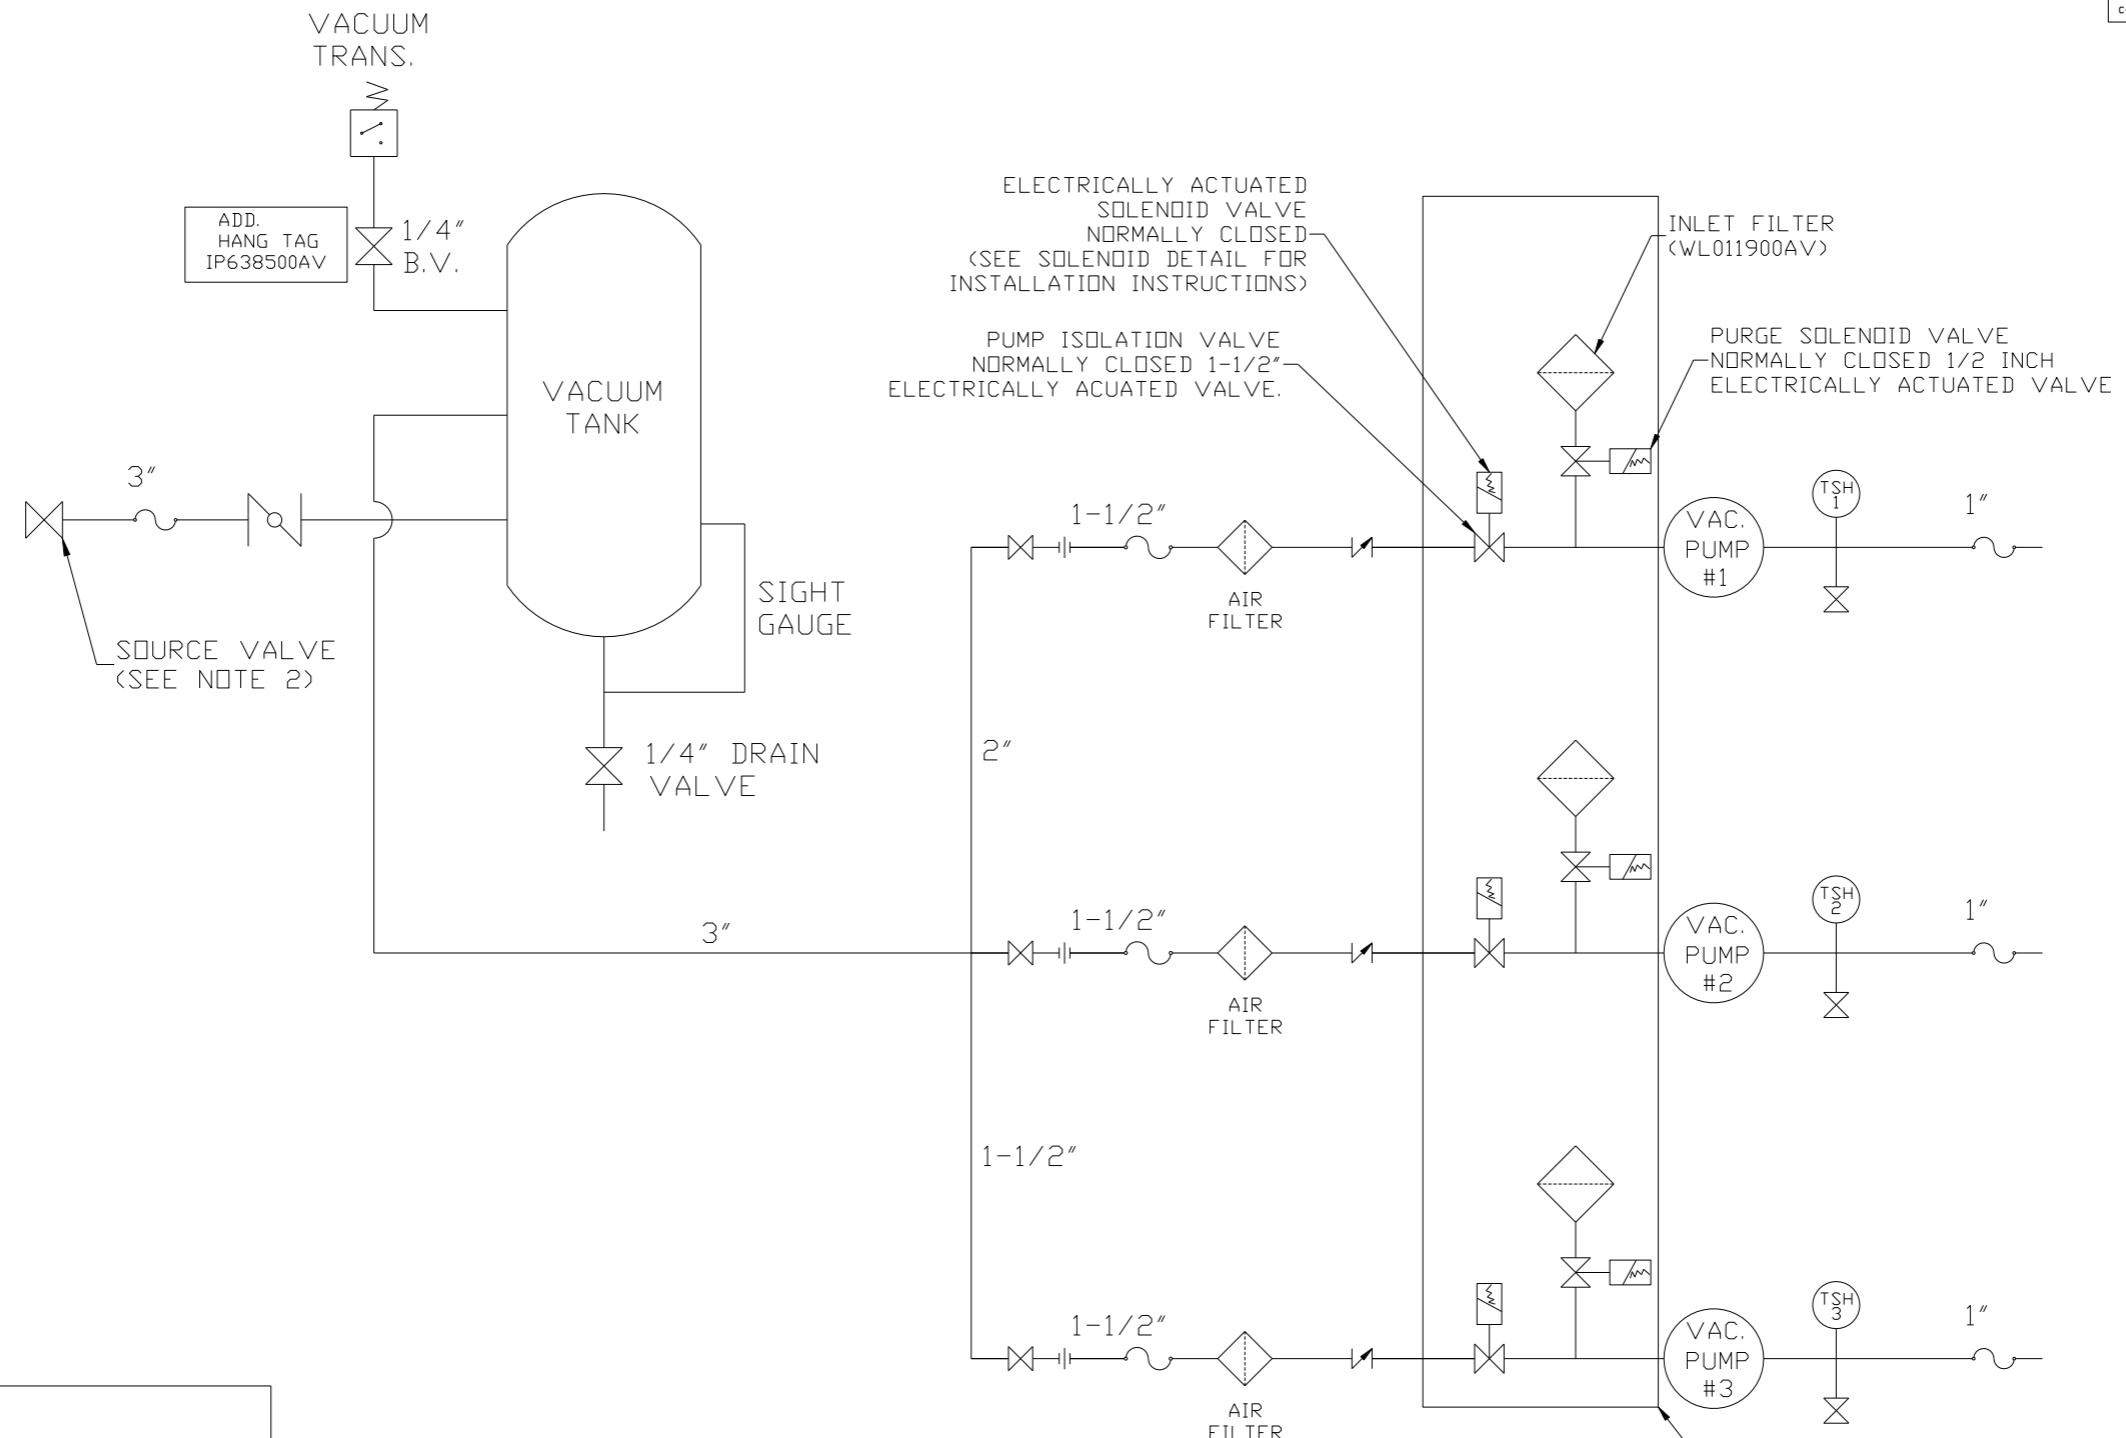 VACUUM
TRANS.
ADD.
HANG TAG
IP638500AV
1/4"
B.V.
VACUUM
TANK
3"
SOURCE VALVE
(SEE NOTE 2)
SIGHT
GAUGE
1/4" DRAIN
VALVE
3"
2"
1-1/2"
ELECTRICALLY ACTUATED
SOLENOID VALVE
NORMALLY CLOSED
(SEE SOLENOID DETAIL FOR
INSTALLATION INSTRUCTIONS)
PUMP ISOLATION VALVE
NORMALLY CLOSED 1-1/2"
ELECTRICALLY ACUATED VALVE.
INLET FILTER
(WL011900AV)
PURGE SOLENOID VALVE
NORMALLY CLOSED 1/2 INCH
ELECTRICALLY ACTUATED VALVE
1-1/2"
AIR
FILTER
VAC.
PUMP
#1
TSH
1
1"
1-1/2"
AIR
FILTER
VAC.
PUMP
#2
TSH
2
1"
1-1/2"
AIR
FILTER
VAC.
PUMP
#3
TSH
3
1"